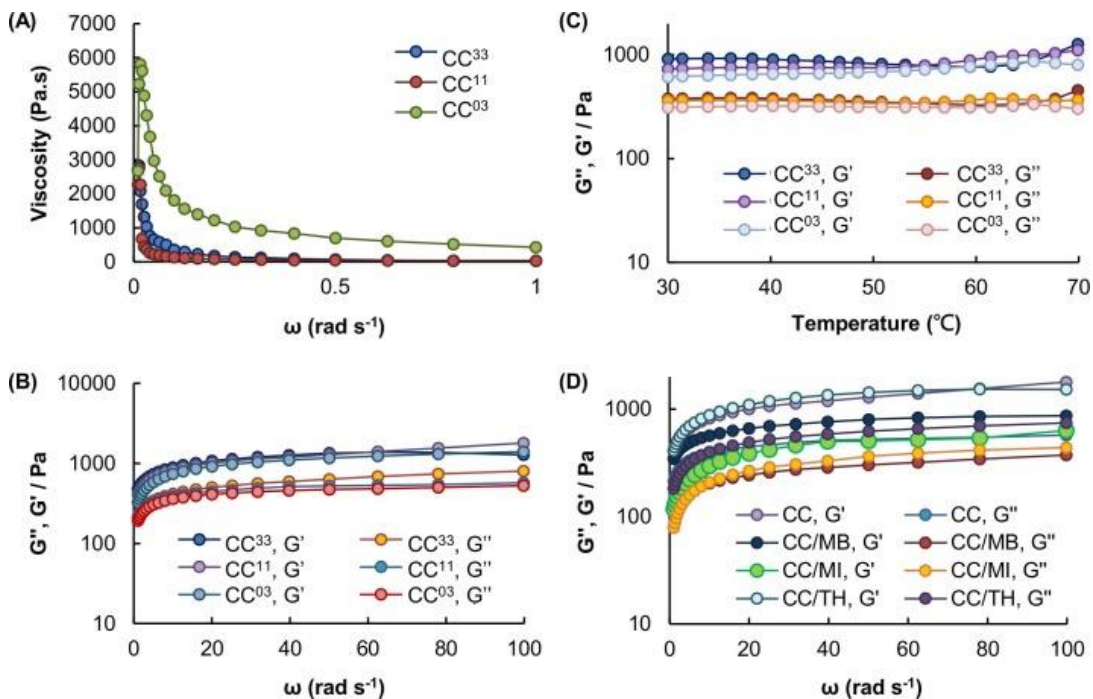 (A)
7000
6000
5000
4000
3000
2000
1000
0
Viscosity (Pa.s)
CC³³
CC¹¹
CC⁰³
0
0.5
1
ω (rad s⁻¹)
(C)
1000
100
10
G", G' / Pa
CC³³, G'
CC³³, G"
CC¹¹, G'
CC¹¹, G"
CC⁰³, G'
CC⁰³, G"
30
40
50
60
70
Temperature (℃)
(B)
10000
1000
100
10
G", G' / Pa
CC³³, G'
CC³³, G"
CC¹¹, G'
CC¹¹, G"
CC⁰³, G'
CC⁰³, G"
0
20
40
60
80
100
ω (rad s⁻¹)
(D)
1000
100
10
G", G' / Pa
CC, G'
CC, G"
CC/MB, G'
CC/MB, G"
CC/MI, G'
CC/MI, G"
CC/TH, G'
CC/TH, G"
0
20
40
60
80
100
ω (rad s⁻¹)